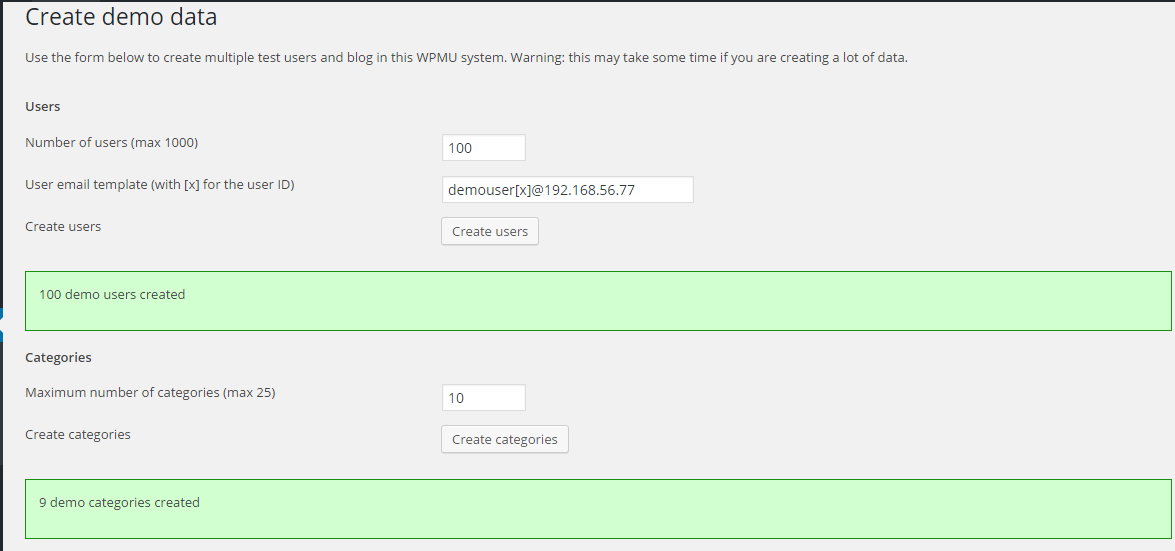 Create demo data
Use the form below to create multiple test users and blog in this WPMU system. Warning: this may take some time if you are creating a lot of data.
Users
Number of users (max 1000)
100
User email template (with [x] for the user ID)
demouser[x]@192.168.56.77
Create users
Create users
100 demo users created
Categories
Maximum number of categories (max 25)
10
Create categories
Create categories
9 demo categories created